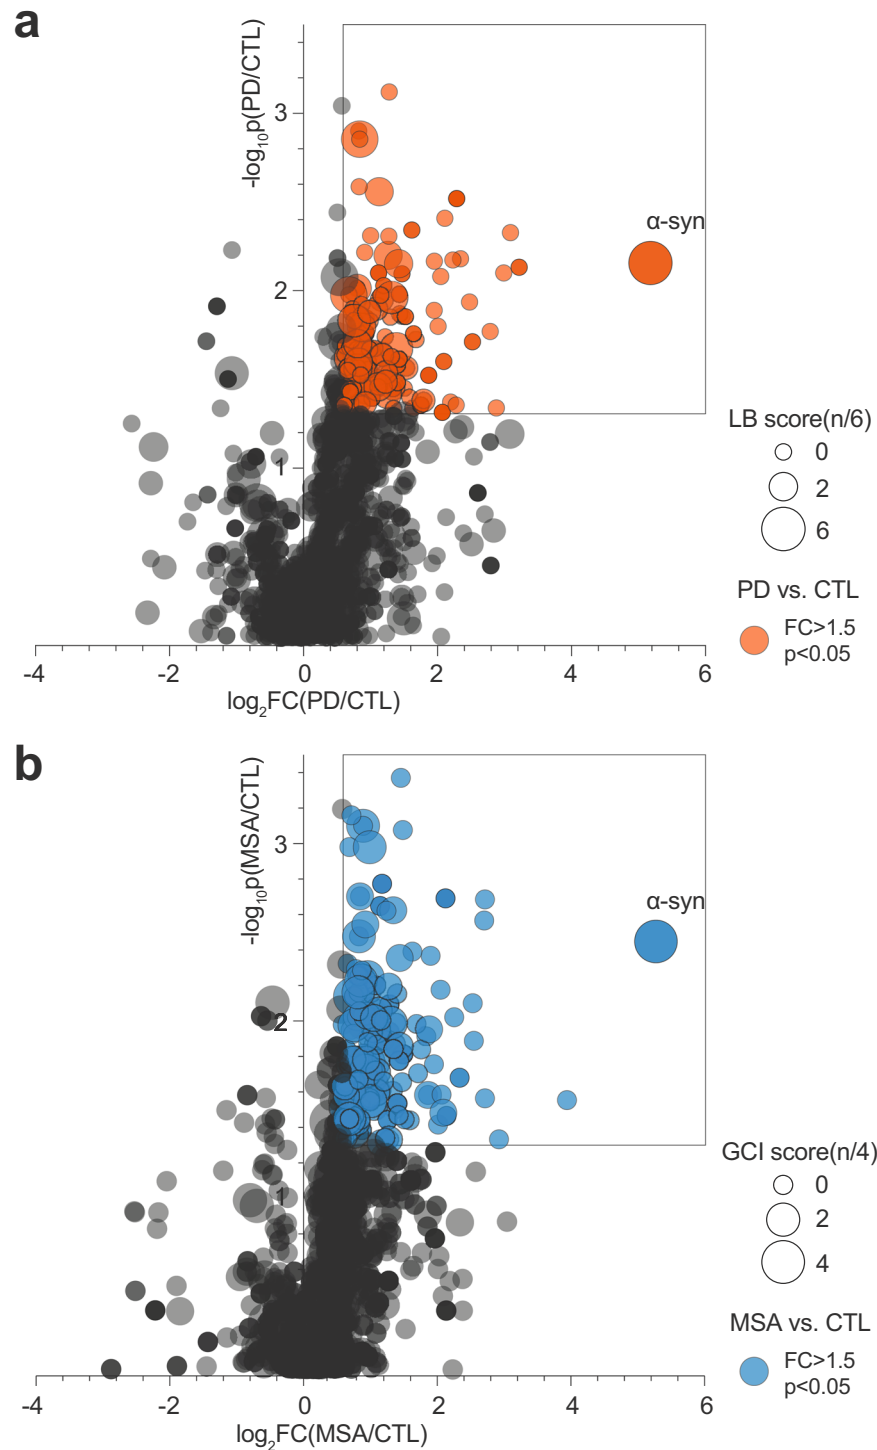 a
-log10p(PD/CTL)
3
2
1
α-syn
LB score(n/6)
0
2
6
PD vs. CTL
FC>1.5
p<0.05
-4 -2 0 2 4 6
log2FC(PD/CTL)
b
-log10p(MSA/CTL)
3
2
1
α-syn
GCI score(n/4)
0
2
4
MSA vs. CTL
FC>1.5
p<0.05
-4 -2 0 2 4 6
log2FC(MSA/CTL)